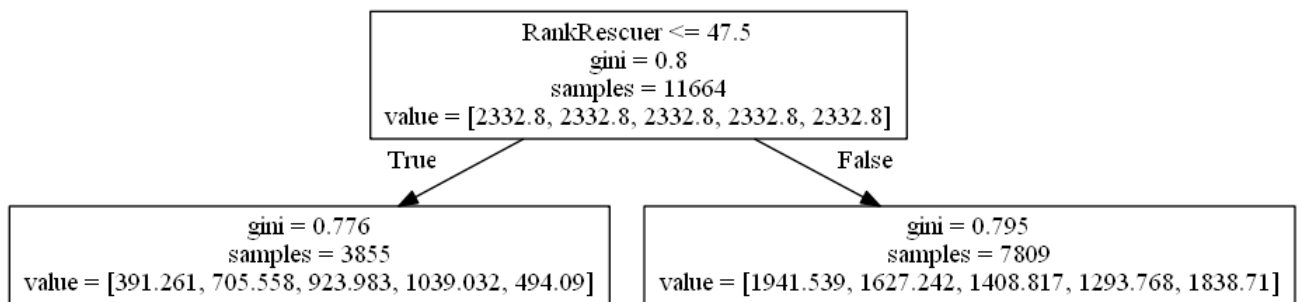 RankRescuer <= 47.5
gini = 0.8
samples = 11664
value = [2332.8, 2332.8, 2332.8, 2332.8, 2332.8]
True
False
gini = 0.776
samples = 3855
value = [391.261, 705.558, 923.983, 1039.032, 494.09]
gini = 0.795
samples = 7809
value = [1941.539, 1627.242, 1408.817, 1293.768, 1838.71]